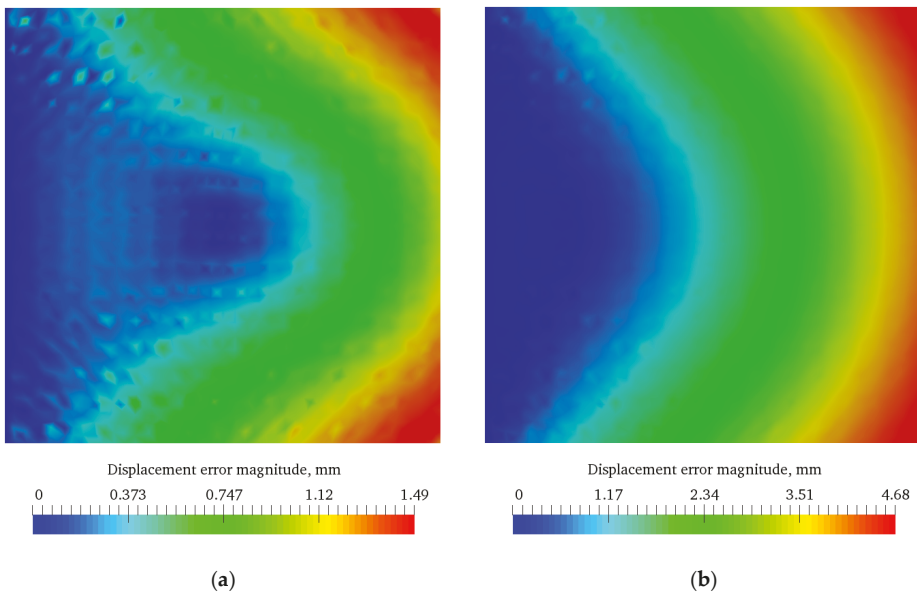 Displacement error magnitude, mm
0 0.373 0.747 1.12 1.49
(a)
Displacement error magnitude, mm
0 1.17 2.34 3.51 4.68
(b)